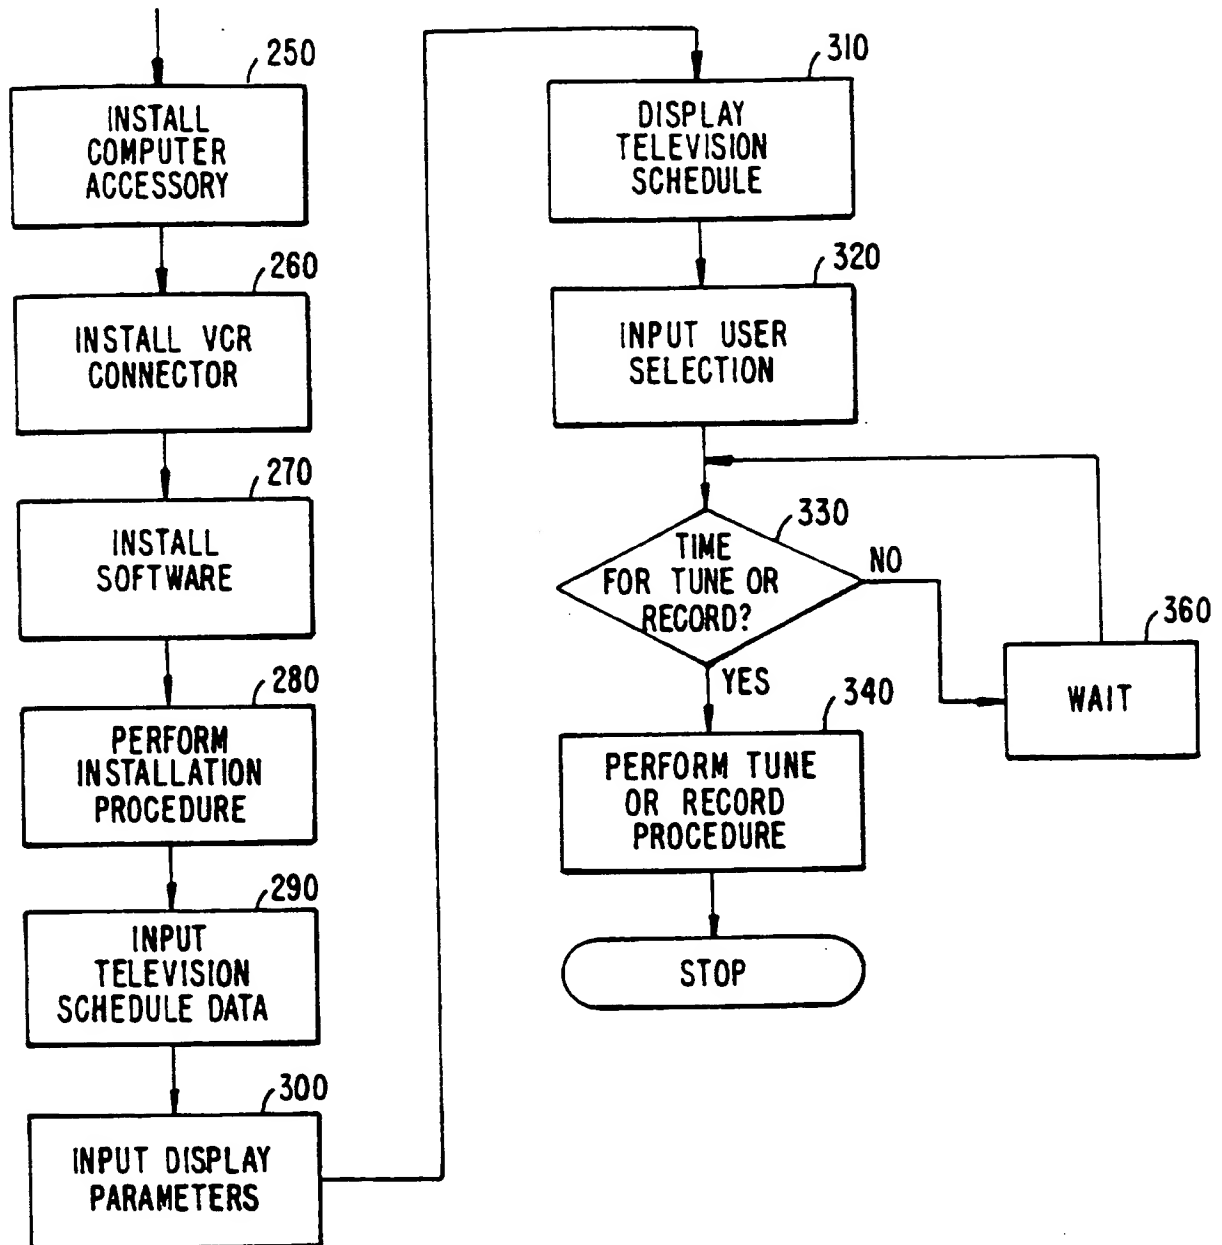 250
INSTALL
COMPUTER
ACCESSORY
260
INSTALL VCR
CONNECTOR
270
INSTALL
SOFTWARE
280
PERFORM
INSTALLATION
PROCEDURE
290
INPUT
TELEVISION
SCHEDULE DATA
300
INPUT DISPLAY
PARAMETERS
310
DISPLAY
TELEVISION
SCHEDULE
320
INPUT USER
SELECTION
330
TIME
FOR TUNE OR
RECORD?
NO
360
WAIT
YES
340
PERFORM TUNE
OR RECORD
PROCEDURE
STOP